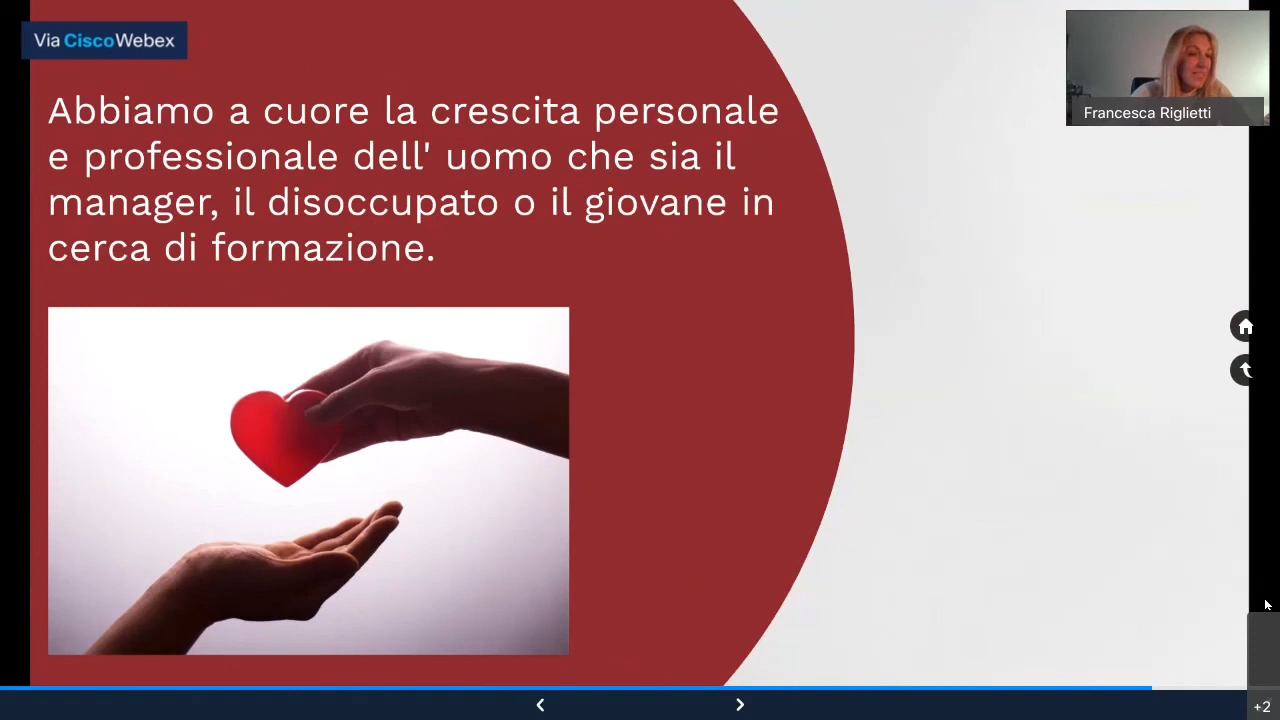 Via CiscoWebex
Francesca Riglietti
Abbiamo a cuore la crescita personale
e professionale dell' uomo che sia il
manager, il disoccupato o il giovane in
cerca di formazione.
+2